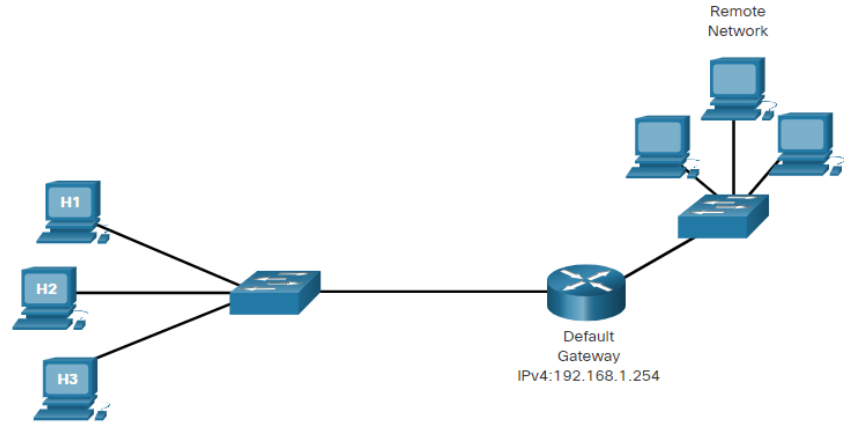 Remote
Network
H1
H2
H3
Default
Gateway
IPv4:192.168.1.254